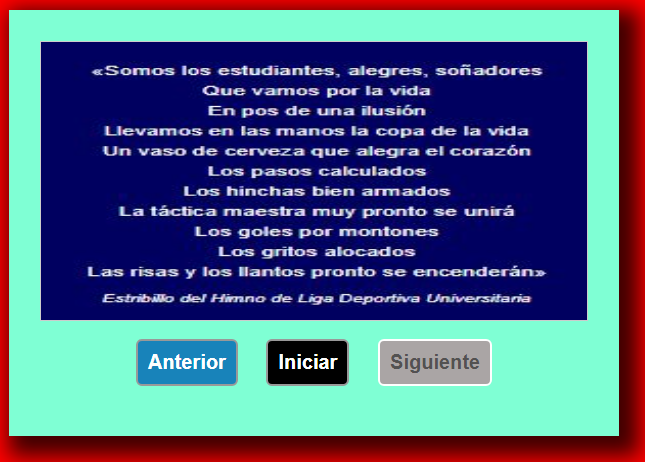 «Somos los estudiantes, alegres, soñadores
Que vamos por la vida
En pos de una ilusión
Llevamos en las manos la copa de la vida
Un vaso de cerveza que alegra el corazón
Los pasos calculados
Los hinchas bien armados
La táctica maestra muy pronto se unirá
Los goles por montones
Los gritos alocados
Las risas y los llantos pronto se encenderán»
Estribillo del Himno de Liga Deportiva Universitaria
Anterior Iniciar Siguiente